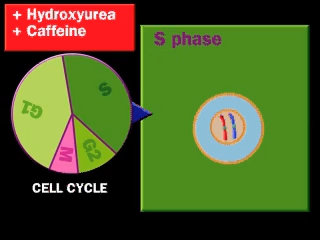 + Hydroxyurea
+ Caffeine
S phase
S
G1
G2
M
CELL CYCLE